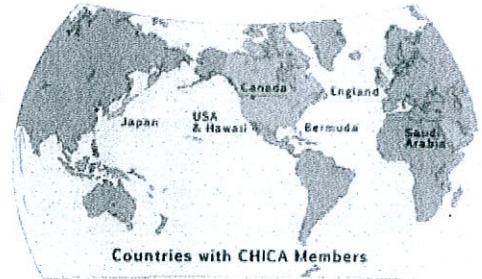 Canada
England
Japan
USA
& Hawaii
Bermuda
Saudi
Arabia
Countries with CHICA Members